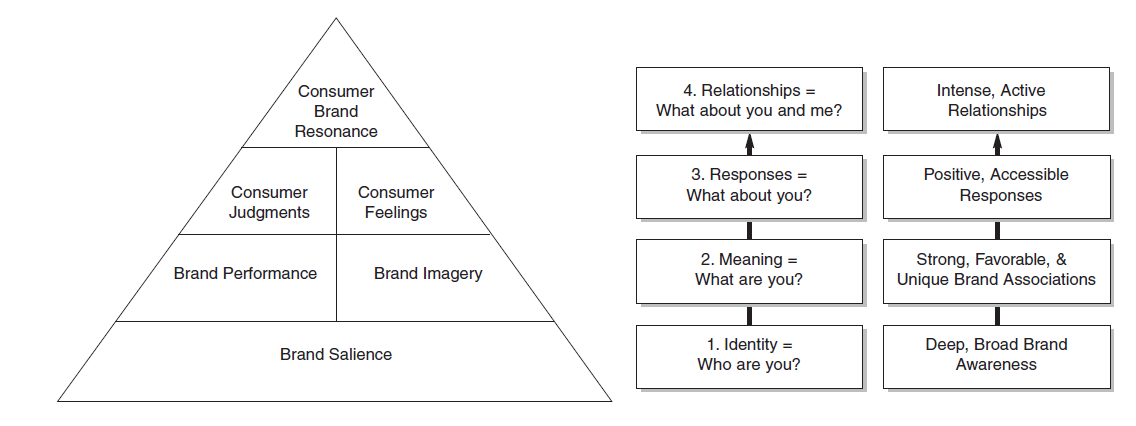 Consumer
Brand
Resonance
Consumer
Judgments
Consumer
Feelings
Brand Performance
Brand Imagery
Brand Salience
4. Relationships =
What about you and me?
3. Responses =
What about you?
2. Meaning =
What are you?
1. Identity =
Who are you?
Intense, Active
Relationships
Positive, Accessible
Responses
Strong, Favorable, &
Unique Brand Associations
Deep, Broad Brand
Awareness